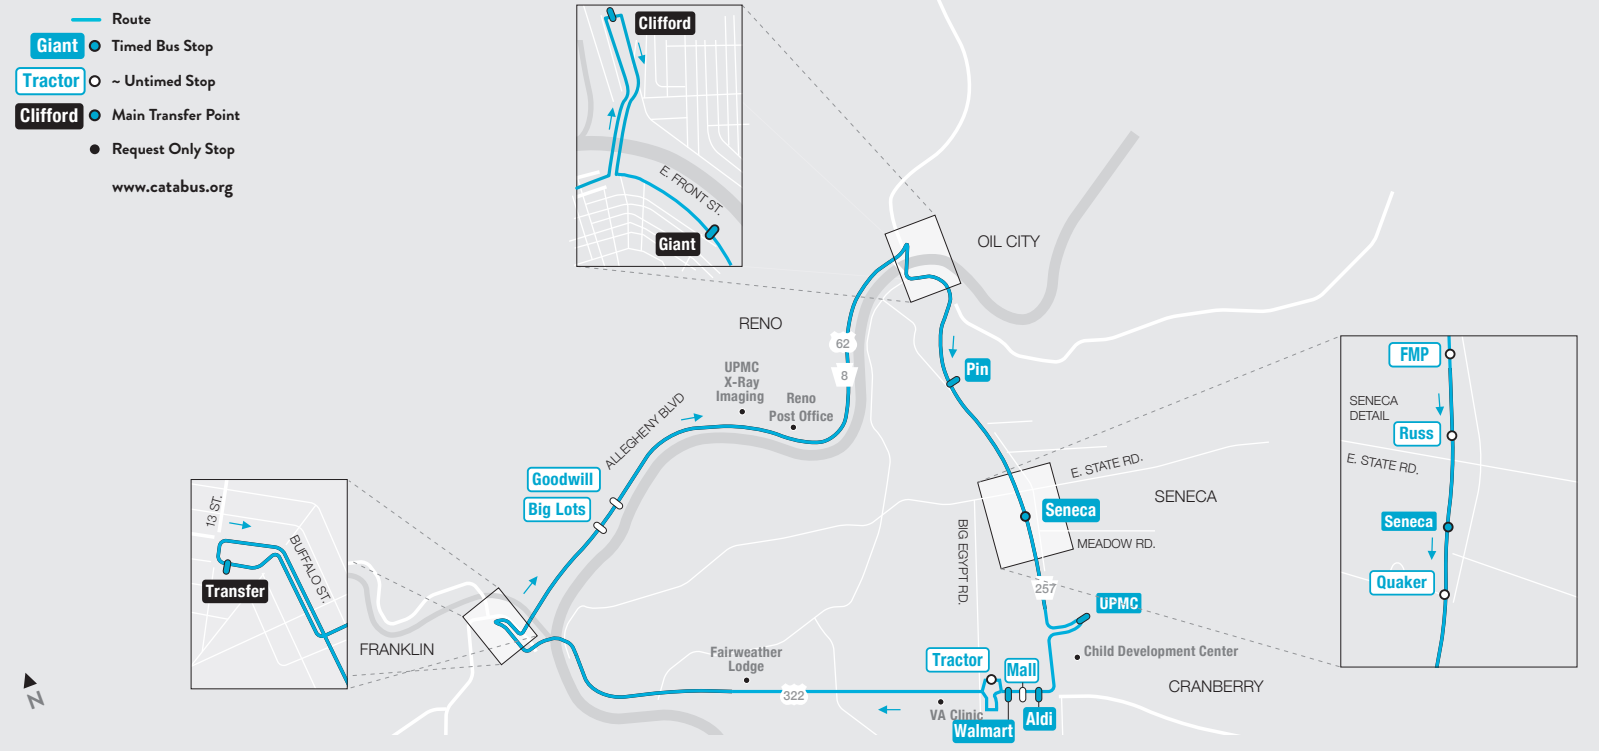 Route
Giant
Timed Bus Stop
Tractor
~ Untimed Stop
Clifford
Main Transfer Point
Request Only Stop
www.catabus.org
Clifford
E. FRONT ST.
Giant
OIL CITY
RENO
62
8
UPMC
X-Ray
Imaging
Reno
Post Office
Pin
ALLEGHENY BLVD
Goodwill
Big Lots
FMP
SENECA
DETAIL
Russ
E. STATE RD.
Seneca
Quaker
E. STATE RD.
SENECA
Seneca
MEADOW RD.
BIG EGYPT RD.
257
UPMC
13 ST.
BUFFALO ST.
Transfer
FRANKLIN
Fairweather
Lodge
Tractor
Mall
Child Development Center
CRANBERRY
322
VA Clinic
Walmart
Aldi
N